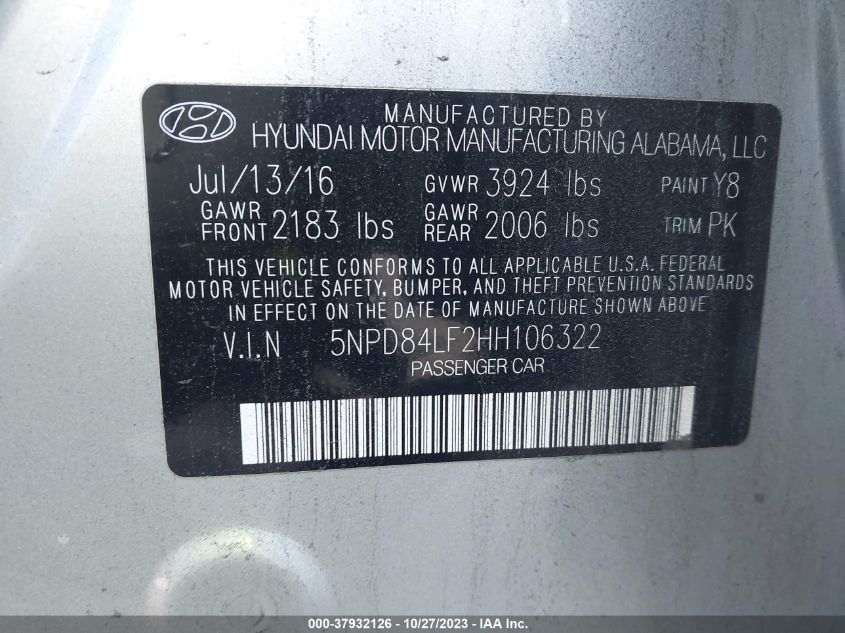 MANUFACTURED BY
HYUNDAI MOTOR MANUFACTURING ALABAMA, LLC
Jul/13/16 GVWR 3924 lbs PAINT Y8
GAWR FRONT 2183 lbs GAWR REAR 2006 lbs TRIM PK
THIS VEHICLE CONFORMS TO ALL APPLICABLE U.S.A. FEDERAL
MOTOR VEHICLE SAFETY, BUMPER, AND THEFT PREVENTION STANDARDS
IN EFFECT ON THE DATE OF MANUFACTURE SHOWN ABOVE
V.I.N 5NPD84LF2HH106322
PASSENGER CAR
000-37932126 - 10/27/2023 - IAA Inc.